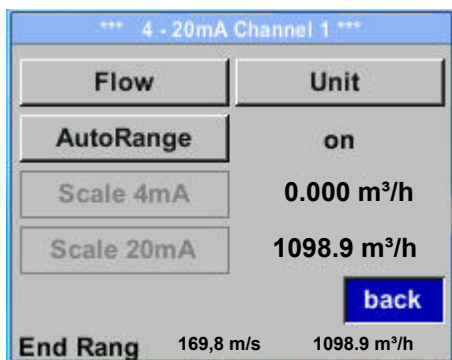 *** 4 - 20mA Channel 1 ***
Flow Unit
AutoRange on
Scale 4mA 0.000 m³/h
Scale 20mA 1098.9 m³/h
back
End Rang 169,8 m/s 1098.9 m³/h